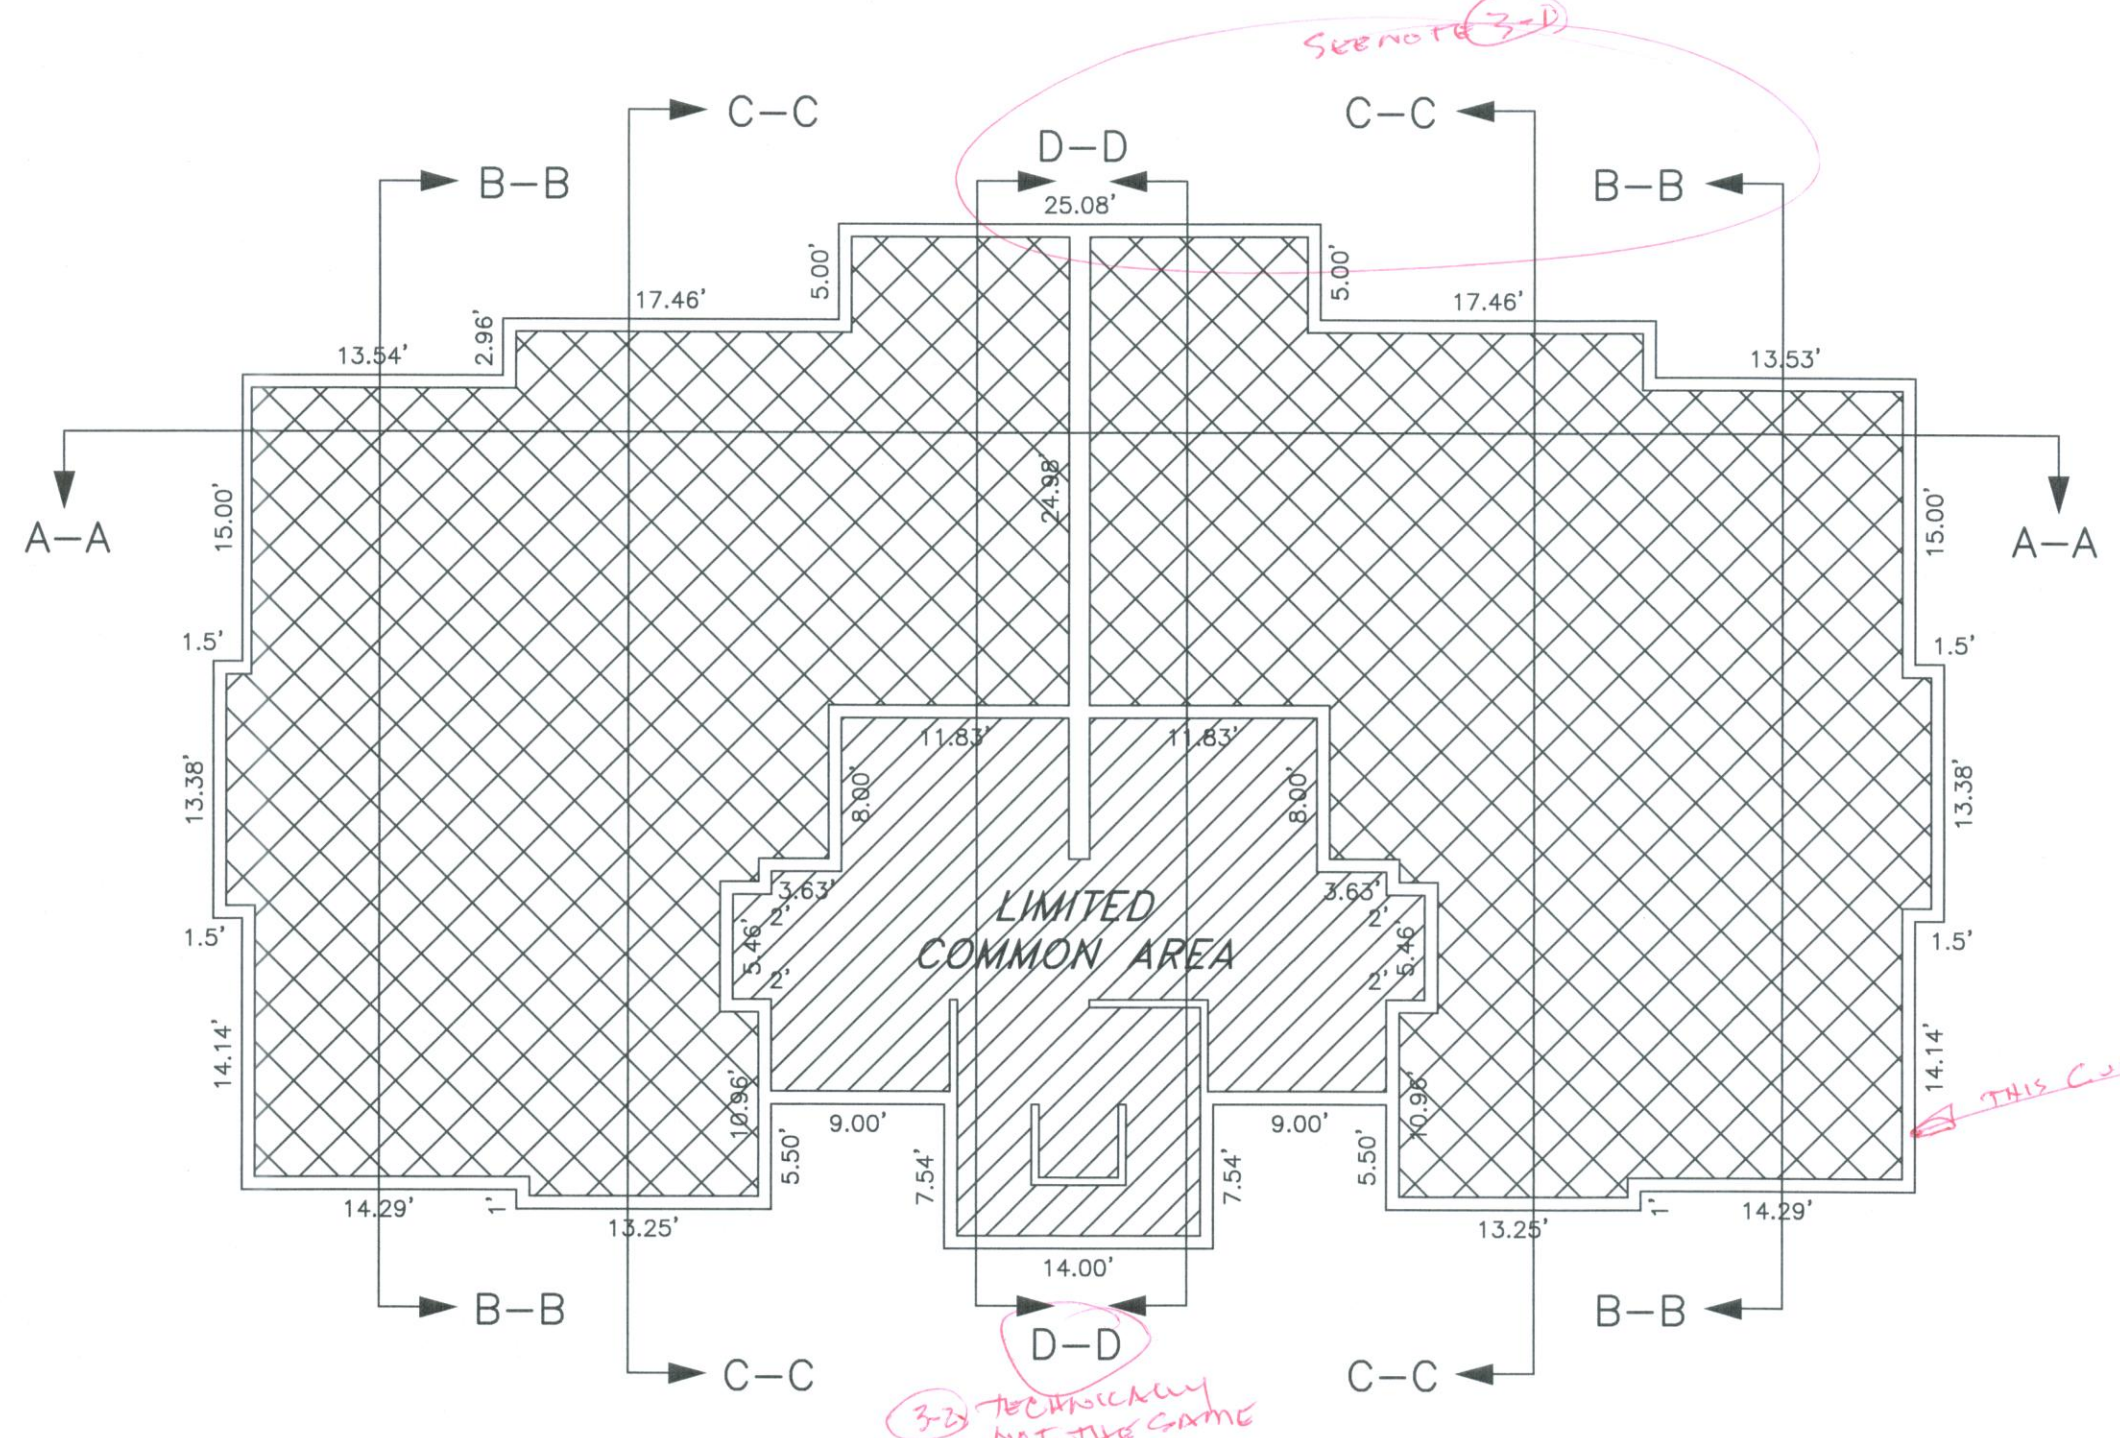 SEE NOTE 3-D
C–C
C–C
D–D
B–B
B–B
25.08'
5.00'
5.00'
17.46'
17.46'
2.96'
13.54'
13.53'
24.98'
15.00'
15.00'
A–A
A–A
1.5'
1.5'
11.83'
11.83'
13.38'
8.00'
8.00'
13.38'
3.63'
3.63'
LIMITED
2'
2'
COMMON AREA
5.46'
5.46'
1.5'
1.5'
2'
2'
14.14'
14.14'
THIS
10.96'
10.96'
9.00'
9.00'
5.50'
5.50'
7.54'
7.54'
14.29'
1'
13.25'
13.25'
1'
14.29'
14.00'
B–B
B–B
D–D
C–C
C–C
3-2 TECHNICALLY
NOT THE SAME